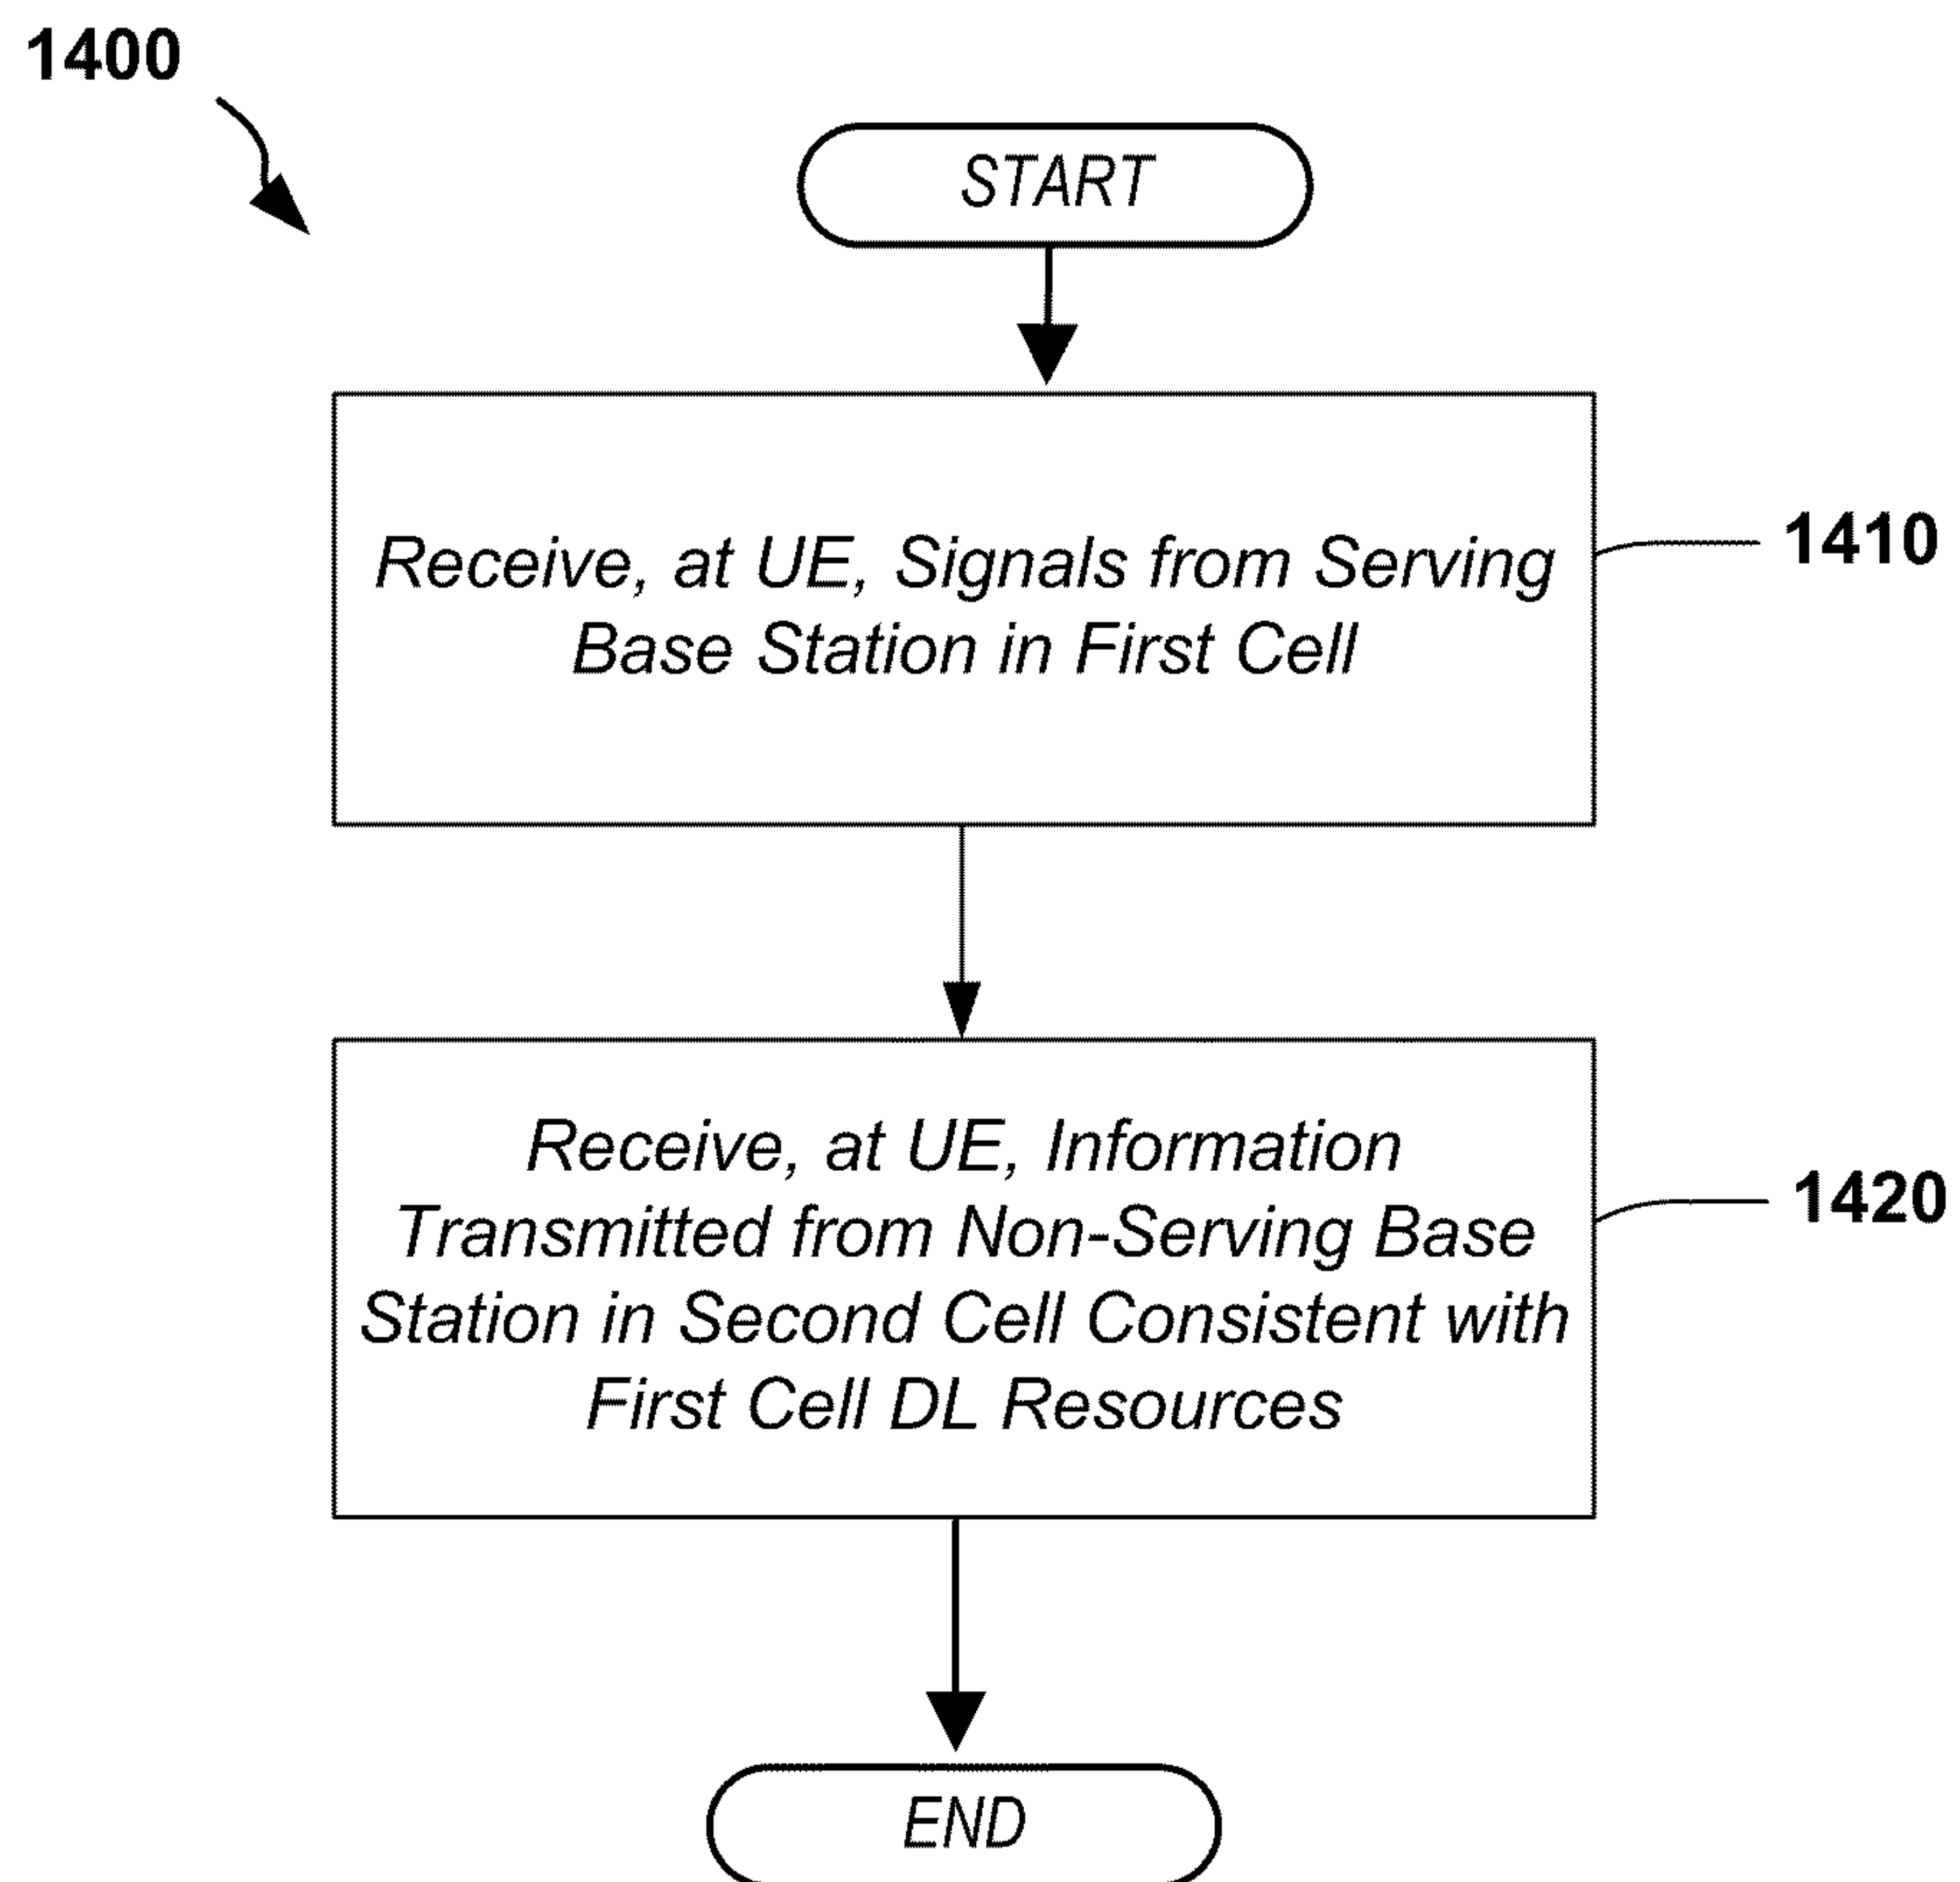 1400
START
Receive, at UE, Signals from Serving
Base Station in First Cell
1410
Receive, at UE, Information
Transmitted from Non-Serving Base
Station in Second Cell Consistent with
First Cell DL Resources
1420
END